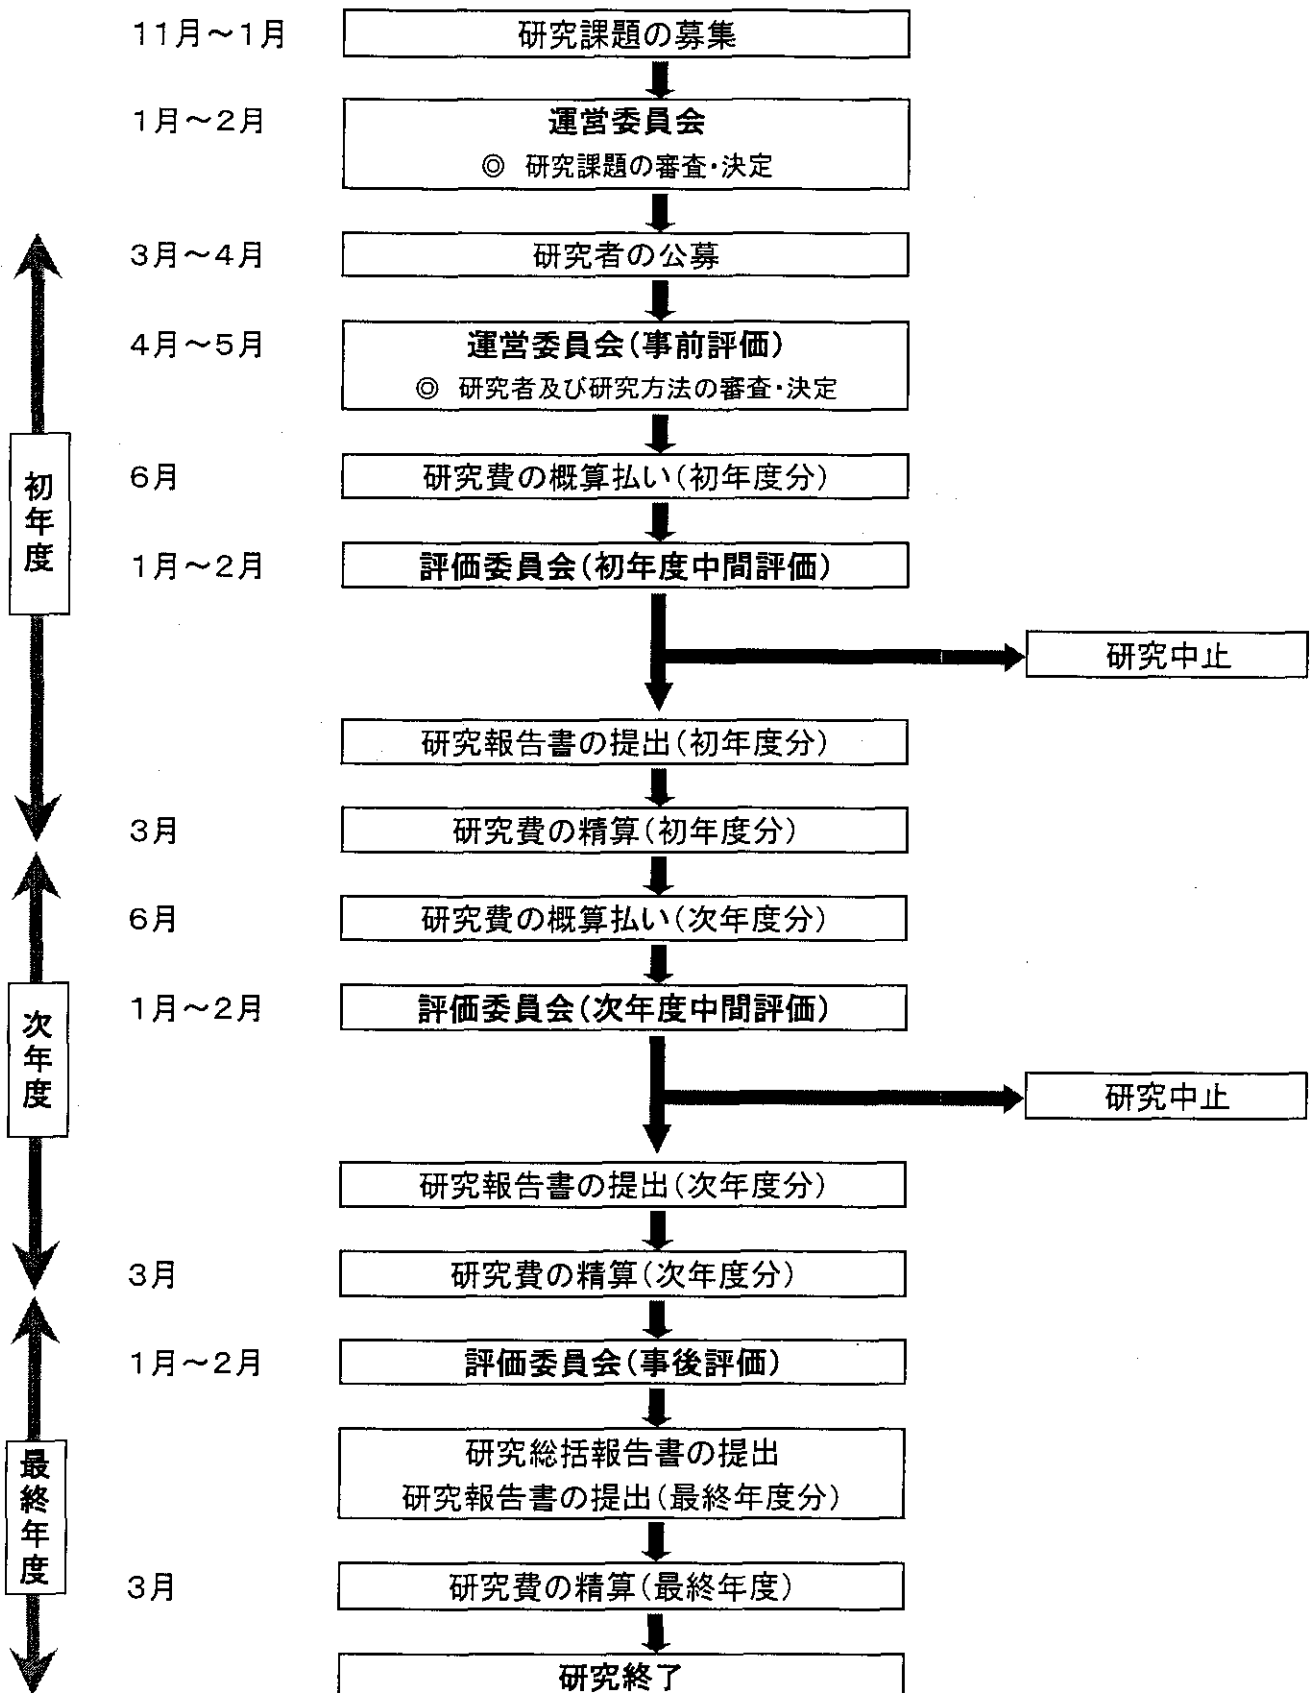 11月～1月
研究課題の募集
1月～2月
運営委員会
◎ 研究課題の審査・決定
3月～4月
研究者の公募
4月～5月
運営委員会(事前評価)
◎ 研究者及び研究方法の審査・決定
初年度
6月
研究費の概算払い(初年度分)
1月～2月
評価委員会(初年度中間評価)
研究中止
研究報告書の提出(初年度分)
3月
研究費の精算(初年度分)
6月
研究費の概算払い(次年度分)
次年度
1月～2月
評価委員会(次年度中間評価)
研究中止
研究報告書の提出(次年度分)
3月
研究費の精算(次年度分)
1月～2月
評価委員会(事後評価)
最終年度
研究総括報告書の提出
研究報告書の提出(最終年度分)
3月
研究費の精算(最終年度)
研究終了